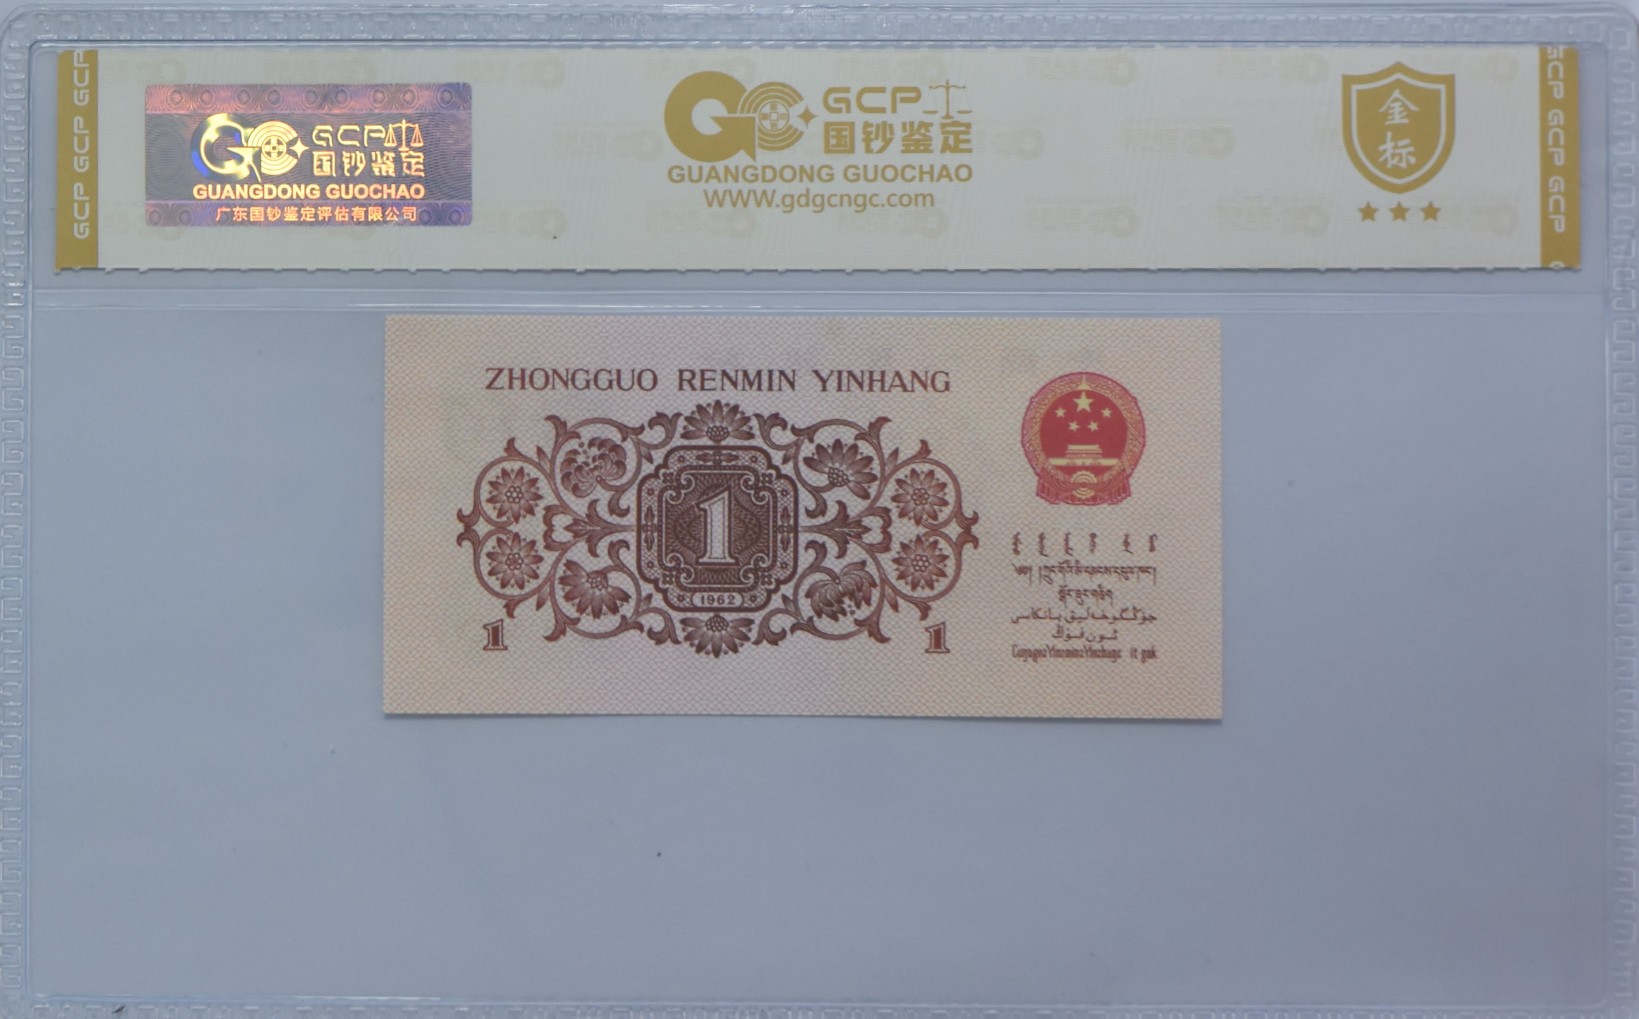 GCP GCP GCP
GCP
国钞鉴定
GUANGDONG GUOCHAO
广东国钞鉴定评估有限公司
GCP
国钞鉴定
GUANGDONG GUOCHAO
WWW.gdgcngc.com
金标
GCP GCP GCP
ZHONGGUO RENMIN YINHANG
1
(1962)
1
1